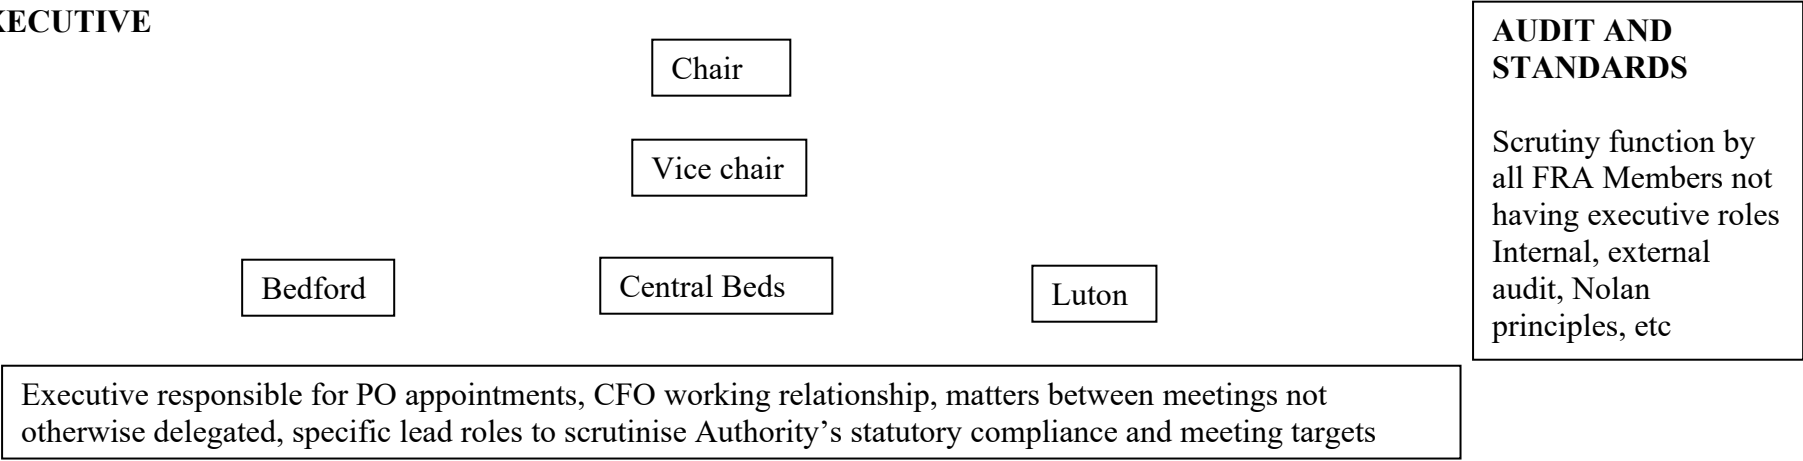 XECUTIVE
Chair
Vice chair
Bedford
Central Beds
Luton
Executive responsible for PO appointments, CFO working relationship, matters between meetings not
otherwise delegated, specific lead roles to scrutinise Authority's statutory compliance and meeting targets
AUDIT AND
STANDARDS
Scrutiny function by
all FRA Members not
having executive roles
Internal, external
audit, Nolan
principles, etc